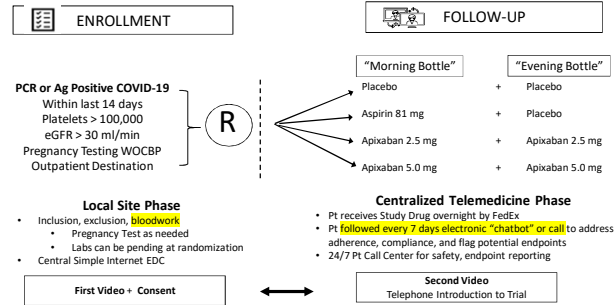 ENROLLMENT
FOLLOW-UP
PCR or Ag Positive COVID-19
Within last 14 days
Platelets > 100,000
eGFR > 30 ml/min
Pregnancy Testing WOCBP
Outpatient Destination
R
“Morning Bottle” “Evening Bottle”
Placebo + Placebo
Aspirin 81 mg + Placebo
Apixaban 2.5 mg + Apixaban 2.5 mg
Apixaban 5.0 mg + Apixaban 5.0 mg
Local Site Phase
• Inclusion, exclusion, bloodwork
• Pregnancy Test as needed
• Labs can be pending at randomization
• Central Simple Internet EDC
First Video + Consent
Centralized Telemedicine Phase
• Pt receives Study Drug overnight by FedEx
• Pt followed every 7 days electronic “chatbot” or call to address
adherence, compliance, and flag potential endpoints
• 24/7 Pt Call Center for safety, endpoint reporting
Second Video
Telephone Introduction to Trial